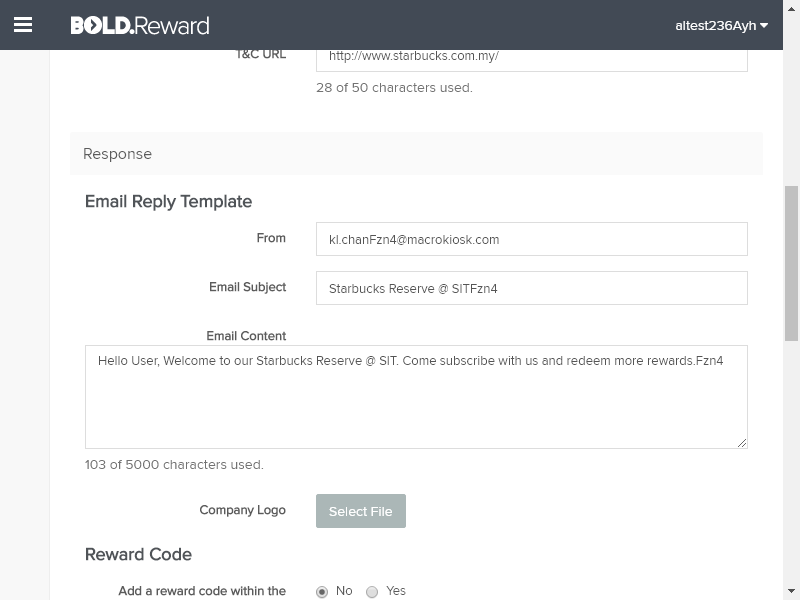 BOLD.Reward
altest236Ayh
T&C URL
http://www.starbucks.com.my/
28 of 50 characters used.
Response
Email Reply Template
From
kl.chanFzn4@macrokiosk.com
Email Subject
Starbucks Reserve @ SITFzn4
Email Content
Hello User, Welcome to our Starbucks Reserve @ SIT. Come subscribe with us and redeem more rewards.Fzn4
103 of 5000 characters used.
Company Logo
Select File
Reward Code
Add a reward code within the
No
Yes